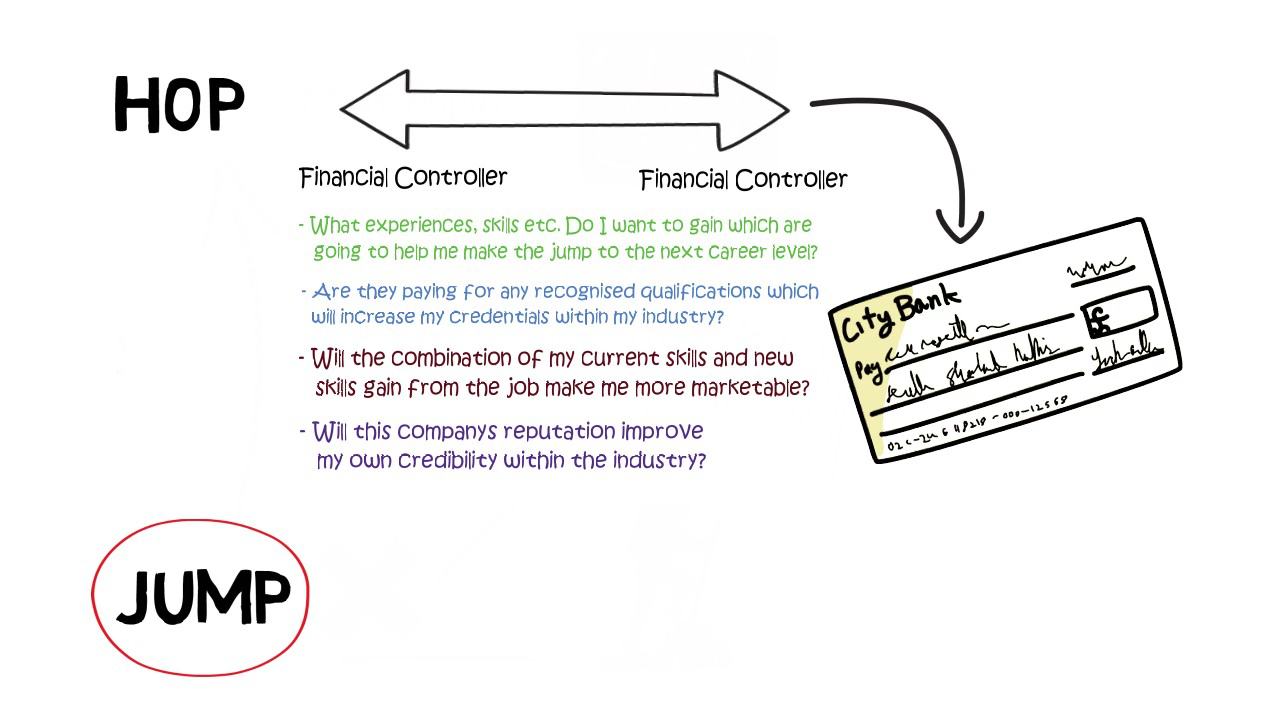 HOP
Financial Controller
Financial Controller
- What experiences, skills etc. Do I want to gain which are
going to help me make the jump to the next career level?
- Are they paying for any recognised qualifications which
will increase my credentials within my industry?
- Will the combination of my current skills and new
skills gain from the job make me more marketable?
- Will this companys reputation improve
my own credibility within the industry?
City Bank
£
Pay
JUMP